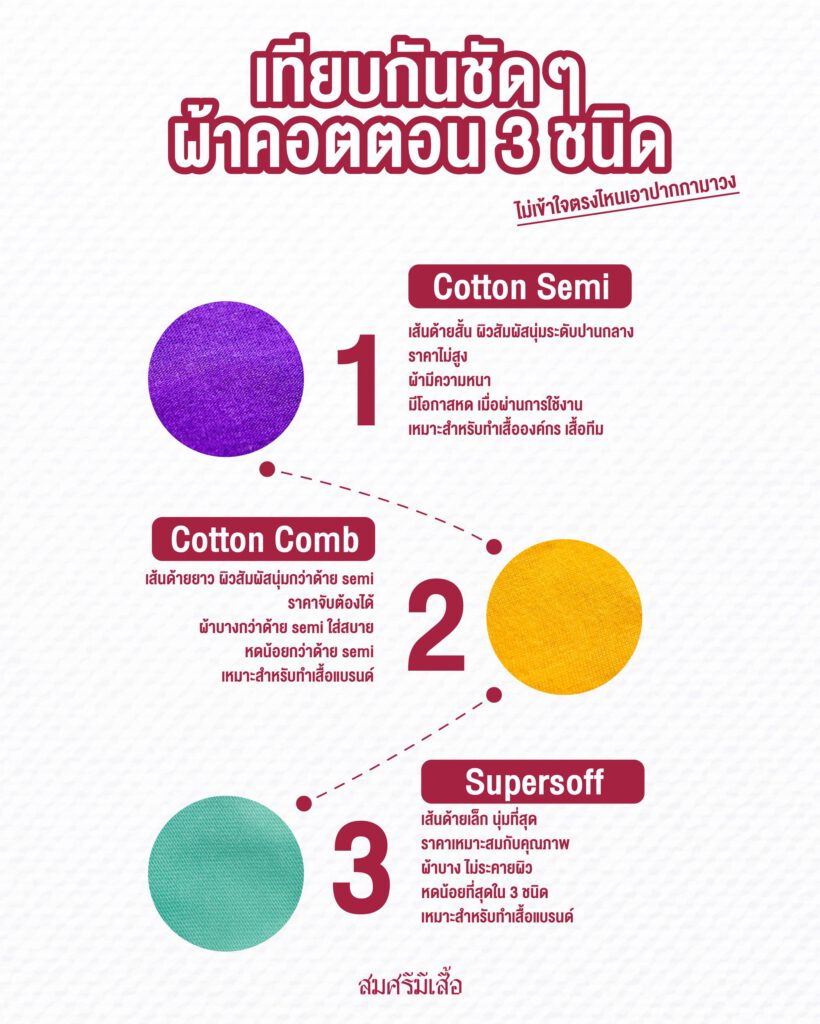 เทียบกันชัด ๆ
ผ้าคอตตอน 3 ชนิด
ไม่เข้าใจตรงไหนเอาปากกามาวง
Cotton Semi
1
เส้นด้ายสั้น ผิวสัมผัสนุ่มระดับปานกลาง
ราคาไม่สูง
ผ้ามีความหนา
มีโอกาสหด เมื่อผ่านการใช้งาน
เหมาะสำหรับทำเสื้อองค์กร เสื้อทีม
Cotton Comb
2
เส้นด้ายยาว ผิวสัมผัสนุ่มกว่าด้าย semi
ราคาจับต้องได้
ผ้าบางกว่าด้าย semi ใส่สบาย
หดน้อยกว่าด้าย semi
เหมาะสำหรับทำเสื้อแบรนด์
Supersoff
3
เส้นด้ายเล็ก นุ่มที่สุด
ราคาเหมาะสมกับคุณภาพ
ผ้าบาง ไม่ระคายผิว
หดน้อยที่สุดใน 3 ชนิด
เหมาะสำหรับทำเสื้อแบรนด์
สมศรีมีเสื้อ